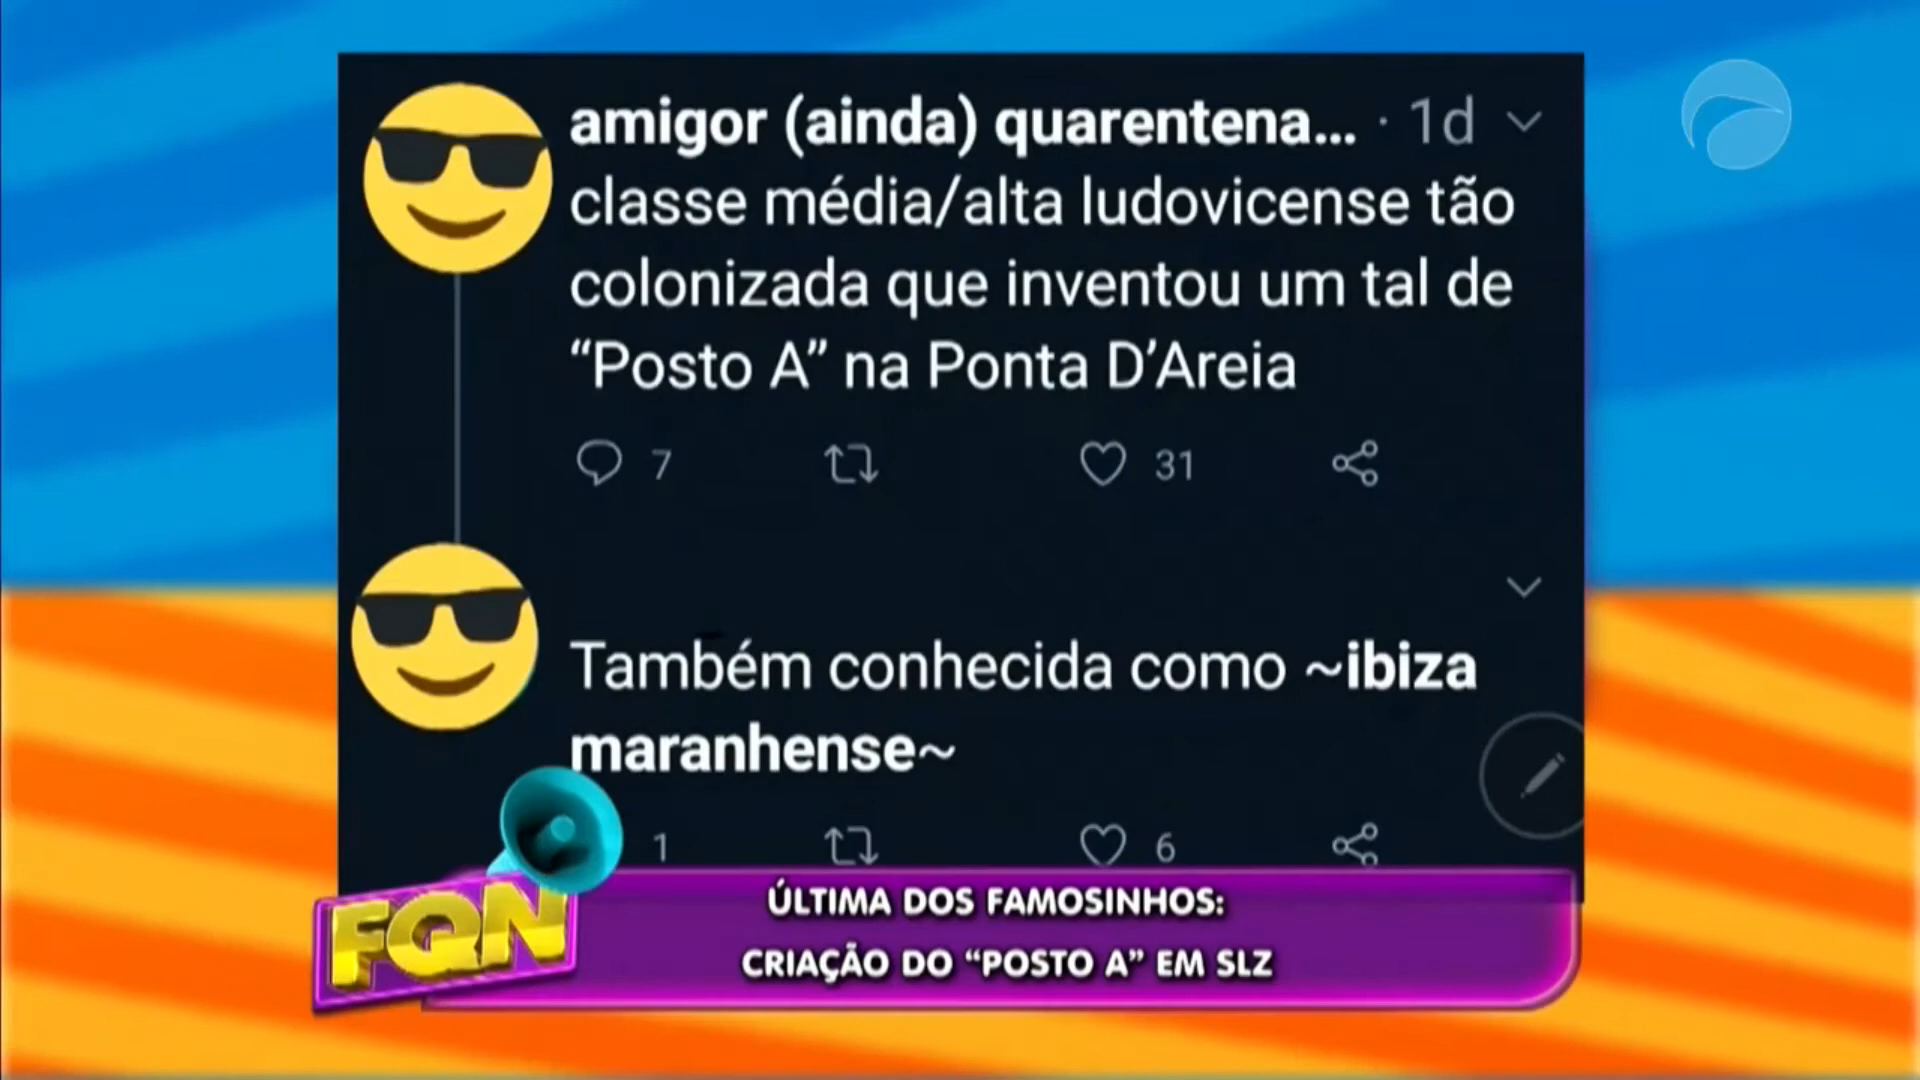 amigor (ainda) quarentena... · 1d
classe média/alta ludovicense tão
colonizada que inventou um tal de
“Posto A” na Ponta D’Areia
7 31
Também conhecida como ~ibiza
maranhense~
1 6
FQN
ÚLTIMA DOS FAMOSINHOS:
CRIAÇÃO DO “POSTO A” EM SLZ